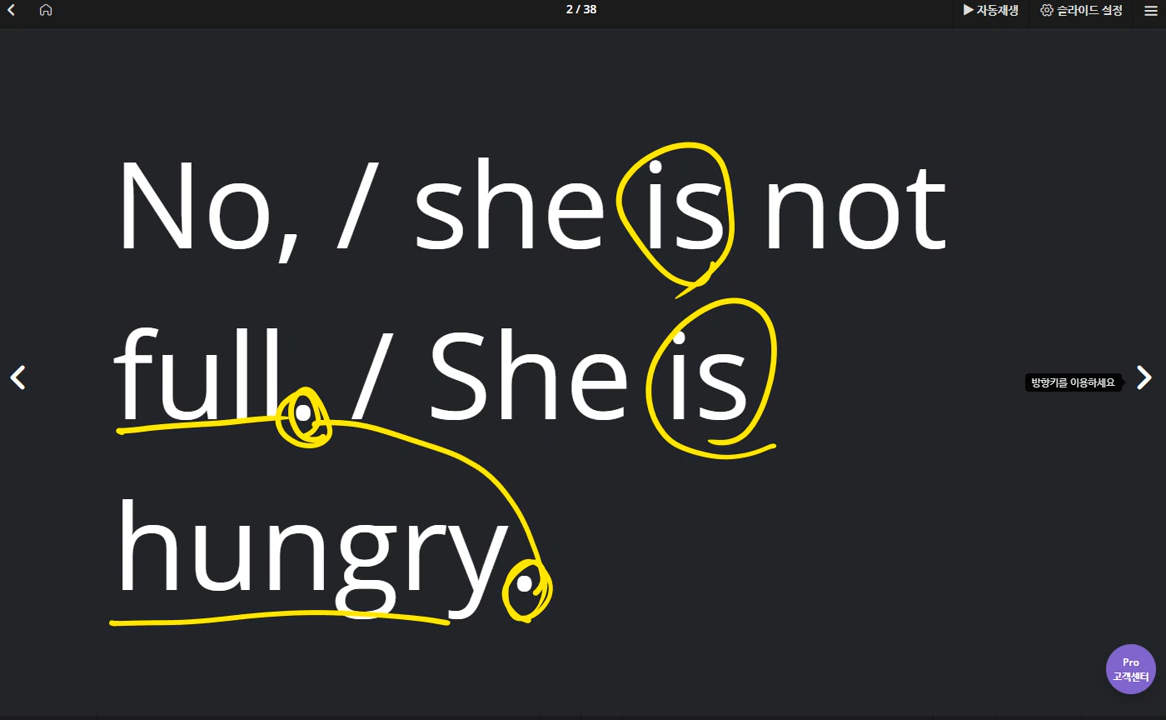 2 / 38
자동재생
슬라이드 설정
No, / she is not
full. / She is
방향키를 이용하세요
hungry.
Pro
고객센터